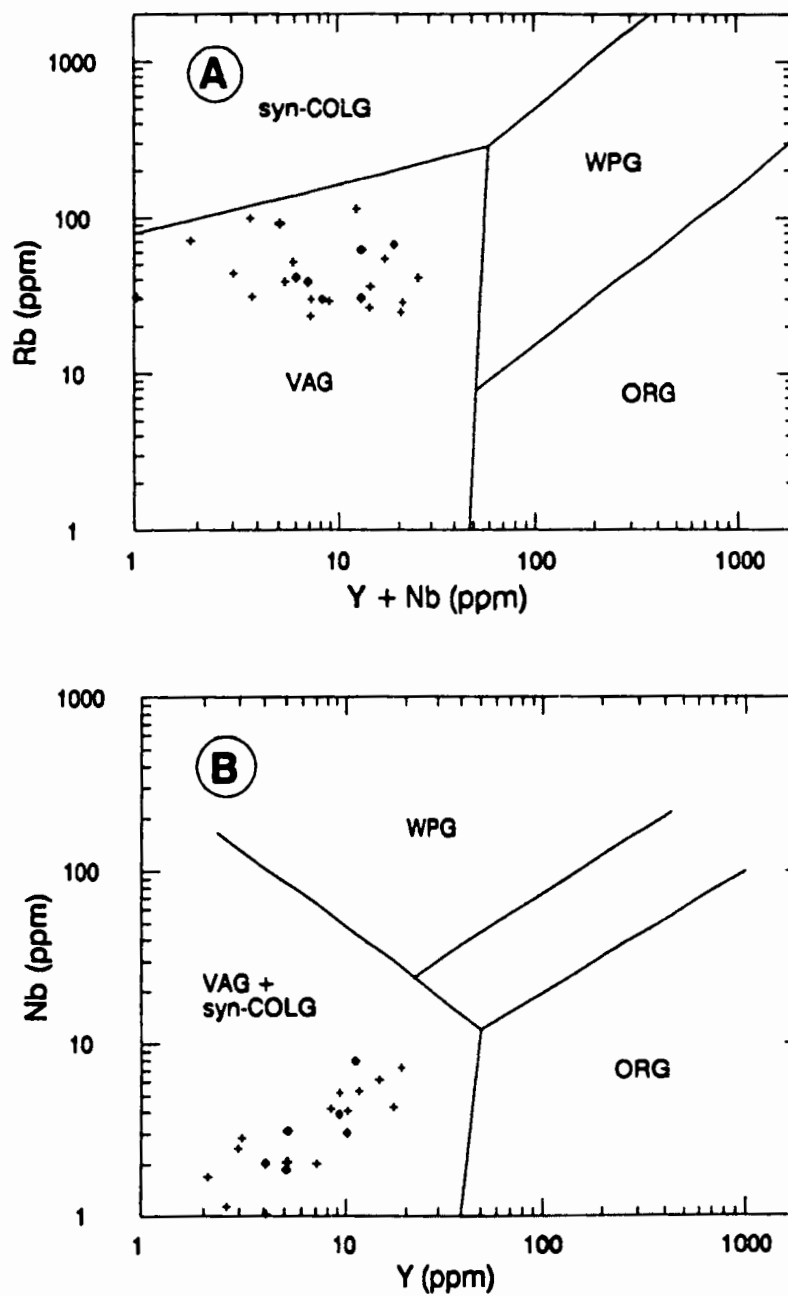 A
syn-COLG
WPG
VAG
ORG
Rb (ppm)
1000
100
10
1
1
10
100
1000
Y + Nb (ppm)
B
WPG
VAG +
syn-COLG
ORG
Nb (ppm)
1000
100
10
1
1
10
100
1000
Y (ppm)